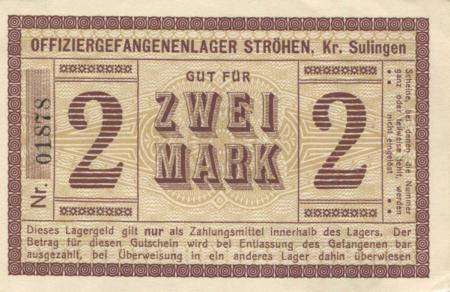 OFFIZIERGEFANGENENLAGER STRÖHEN, Kr. Sulingen
GUT FÜR
2
ZWEI
MARK
2
Nr. 01878
Scheine, bei denen die Nummer
ganz oder teilweise fehlt, werden
nicht eingelöst
Dieses Lagergeld gilt nur als Zahlungsmittel innerhalb des Lagers. Der
Betrag für diesen Gutschein wird bei Entlassung des Gefangenen bar
ausgezahlt, bei Überweisung in ein anderes Lager dahin überwiesen